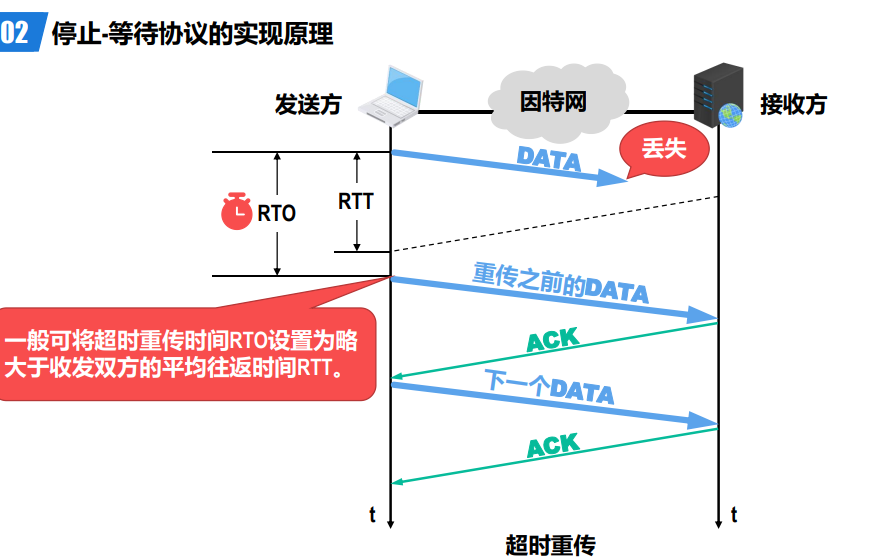 02 停止-等待协议的实现原理
发送方
因特网
接收方
丢失
DATA
RTT
RTO
重传之前的DATA
一般可将超时重传时间RTO设置为略
大于收发双方的平均往返时间RTT。
ACK
下一个DATA
ACK
t
t
超时重传